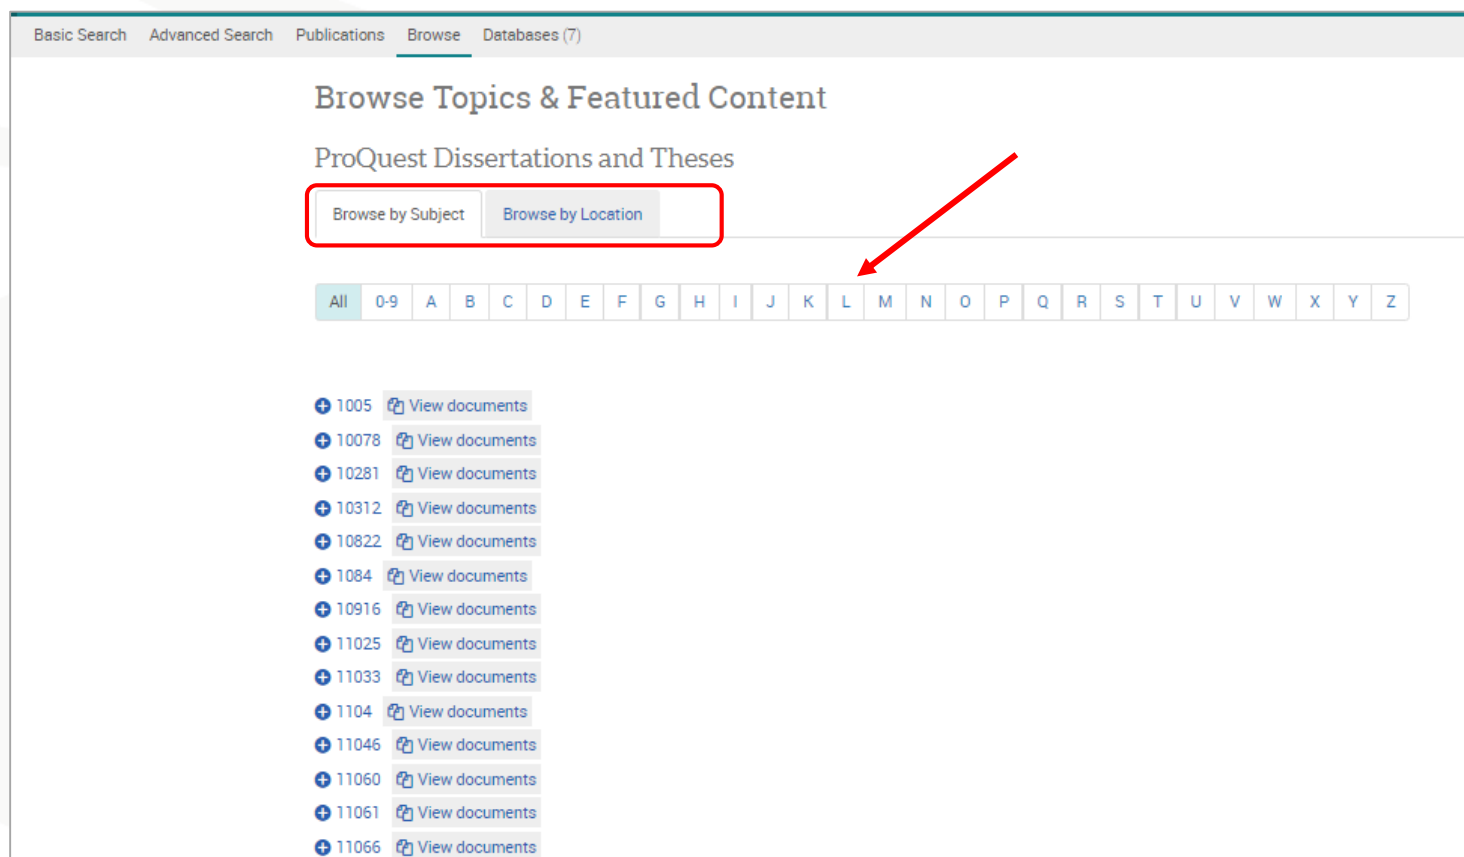 Basic Search Advanced Search Publications Browse Databases (7)
Browse Topics & Featured Content
ProQuest Dissertations and Theses
Browse by Subject Browse by Location
All 0-9 A B C D E F G H I J K L M N O P Q R S T U V W X Y Z
1005 View documents
10078 View documents
10281 View documents
10312 View documents
10822 View documents
1084 View documents
10916 View documents
11025 View documents
11033 View documents
1104 View documents
11046 View documents
11060 View documents
11061 View documents
11066 View documents